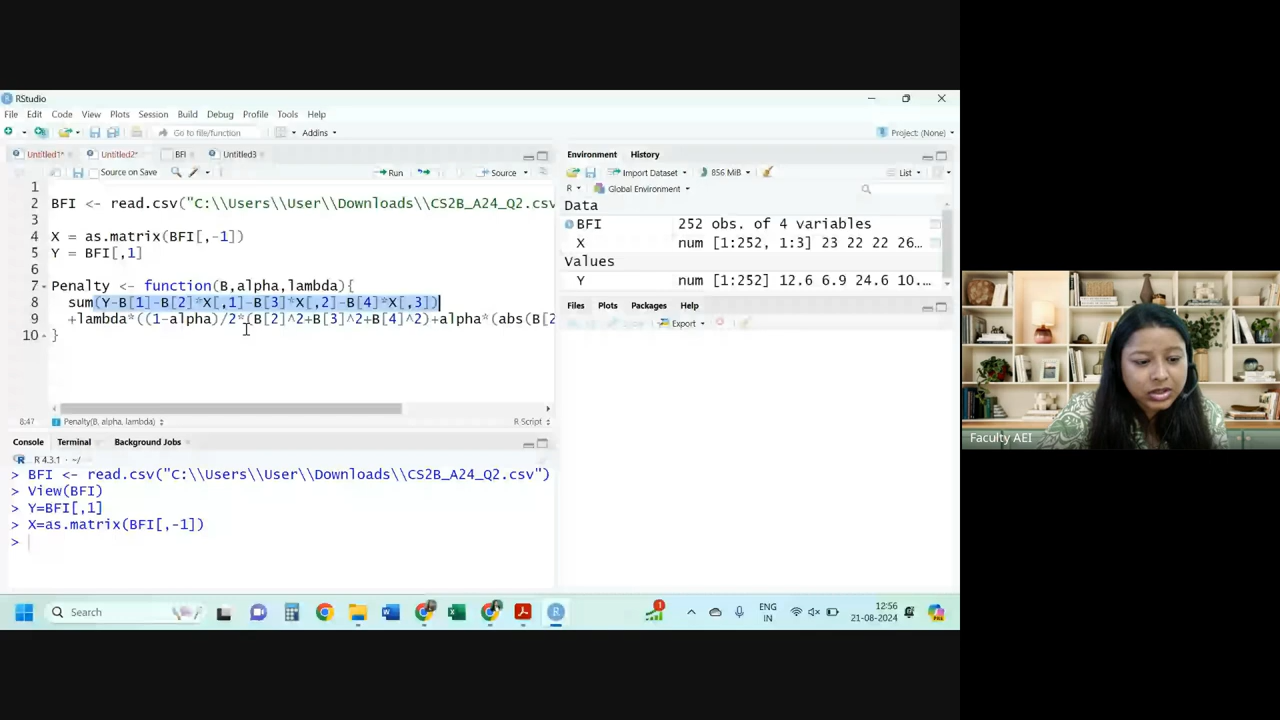 RStudio
File Edit Code View Plots Session Build Debug Profile Tools Help
Go to file/function Addins Project: (None)
Untitled1* Untitled2* BFI Untitled3
Source on Save Run Source
1
2 BFI <- read.csv("C:\\Users\\User\\Downloads\\CS2B_A24_Q2.csv
3
4 X = as.matrix(BFI[,-1])
5 Y = BFI[,1]
6
7 Penalty <- function(B,alpha,lambda){
8 sum(Y-B[1]-B[2]*X[,1]-B[3]*X[,2]-B[4]*X[,3])
9 +lambda*((1-alpha)/2*(B[2]^2+B[3]^2+B[4]^2)+alpha*(abs(B[2
10 }
8:47 Penalty(B, alpha, lambda) R Script
Console Terminal Background Jobs
R 4.3.1 · ~/
> BFI <- read.csv("C:\\Users\\User\\Downloads\\CS2B_A24_Q2.csv")
> View(BFI)
> Y=BFI[,1]
> X=as.matrix(BFI[,-1])
>
Environment History
Import Dataset 856 MiB List
R Global Environment
Data
BFI 252 obs. of 4 variables
X num [1:252, 1:3] 23 22 22 26...
Values
Y num [1:252] 12.6 6.9 24.6 10...
Files Plots Packages Help Viewer Presentation
Export
Faculty AEI
Search
ENG
IN
12:56
21-08-2024